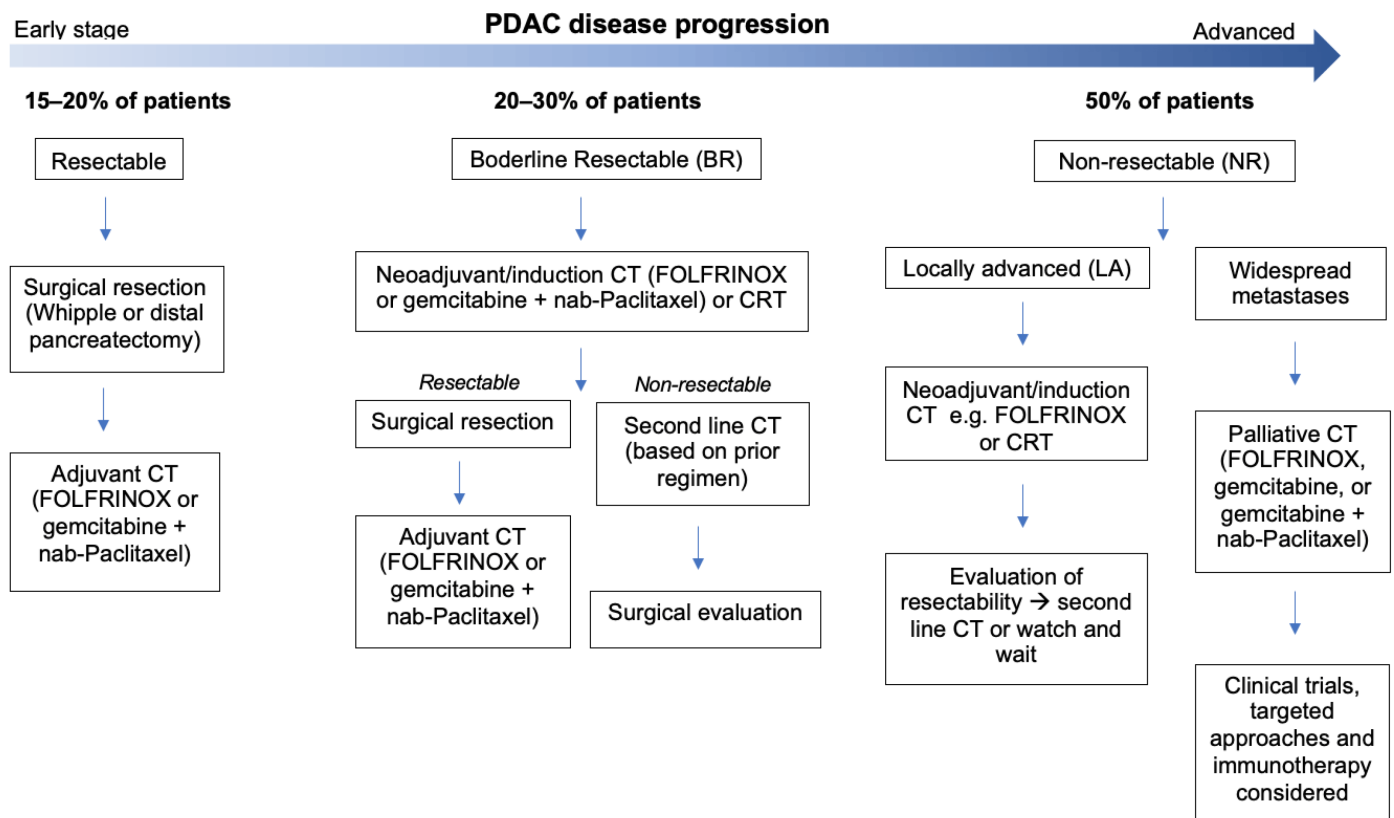 PDAC disease progression
Early stage
Advanced
15–20% of patients
20–30% of patients
50% of patients
Resectable
Boderline Resectable (BR)
Non-resectable (NR)
Surgical resection
(Whipple or distal
pancreatectomy)
Adjuvant CT
(FOLFRINOX or
gemcitabine +
nab-Paclitaxel)
Neoadjuvant/induction CT (FOLFRINOX
or gemcitabine + nab-Paclitaxel) or CRT
Resectable
Surgical resection
Adjuvant CT
(FOLFRINOX or
gemcitabine +
nab-Paclitaxel)
Non-resectable
Second line CT
(based on prior
regimen)
Surgical evaluation
Locally advanced (LA)
Neoadjuvant/induction
CT e.g. FOLFRINOX
or CRT
Evaluation of
resectability → second
line CT or watch and
wait
Widespread
metastases
Palliative CT
(FOLFRINOX,
gemcitabine, or
gemcitabine +
nab-Paclitaxel)
Clinical trials,
targeted
approaches and
immunotherapy
considered